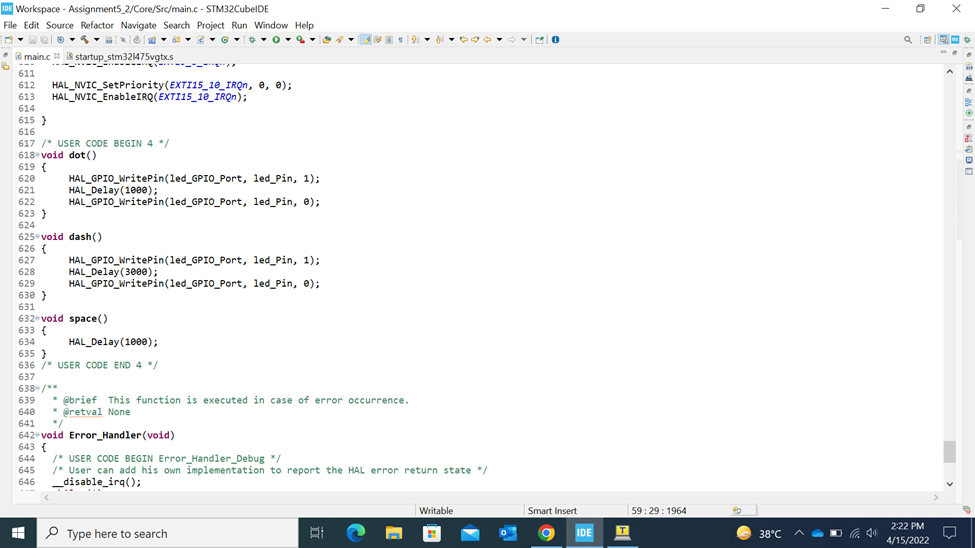 IDE Workspace - Assignment5_2/Core/Src/main.c - STM32CubeIDE
File Edit Source Refactor Navigate Search Project Run Window Help
main.c startup_stm32l475vgtx.s
611
612 HAL_NVIC_SetPriority(EXTI15_10_IRQn, 0, 0);
613 HAL_NVIC_EnableIRQ(EXTI15_10_IRQn);
614
615 }
616
617 /* USER CODE BEGIN 4 */
618 void dot()
619 {
620 HAL_GPIO_WritePin(led_GPIO_Port, led_Pin, 1);
621 HAL_Delay(1000);
622 HAL_GPIO_WritePin(led_GPIO_Port, led_Pin, 0);
623 }
624
625 void dash()
626 {
627 HAL_GPIO_WritePin(led_GPIO_Port, led_Pin, 1);
628 HAL_Delay(3000);
629 HAL_GPIO_WritePin(led_GPIO_Port, led_Pin, 0);
630 }
631
632 void space()
633 {
634 HAL_Delay(1000);
635 }
636 /* USER CODE END 4 */
637
638 /**
639 * @brief This function is executed in case of error occurrence.
640 * @retval None
641 */
642 void Error_Handler(void)
643 {
644 /* USER CODE BEGIN Error_Handler_Debug */
645 /* User can add his own implementation to report the HAL error return state */
646 __disable_irq();
Writable Smart Insert 59 : 29 : 1964
Type here to search IDE 38°C 2:22 PM
4/15/2022